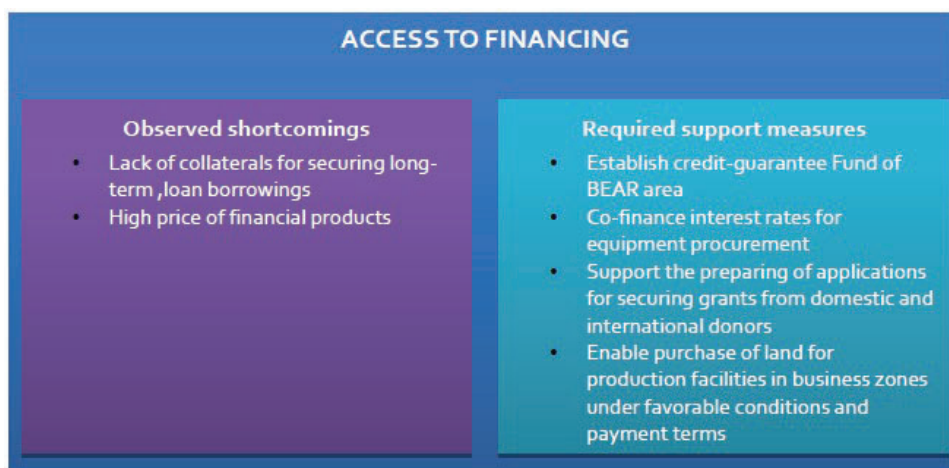 ACCESS TO FINANCING
Observed shortcomings
• Lack of collaterals for securing long-
term ,loan borrowings
• High price of financial products
Required support measures
• Establish credit-guarantee Fund of
BEAR area
• Co-finance interest rates for
equipment procurement
• Support the preparing of applications
for securing grants from domestic and
international donors
• Enable purchase of land for
production facilities in business zones
under favorable conditions and
payment terms